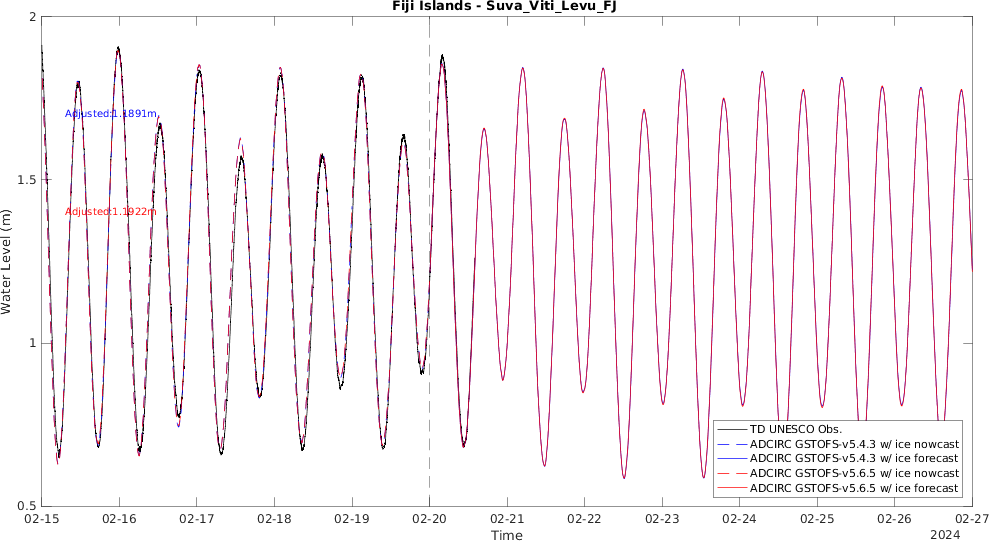 Fiji Islands - Suva_Viti_Levu_FJ
2
1.5
1
0.5
Water Level (m)
Adjusted:1.1891m
Adjusted:1.1922m
TD UNESCO Obs.
ADCIRC GSTOFS-v5.4.3 w/ ice nowcast
ADCIRC GSTOFS-v5.4.3 w/ ice forecast
ADCIRC GSTOFS-v5.6.5 w/ ice nowcast
ADCIRC GSTOFS-v5.6.5 w/ ice forecast
02-15 02-16 02-17 02-18 02-19 02-20 02-21 02-22 02-23 02-24 02-25 02-26 02-27
Time
2024